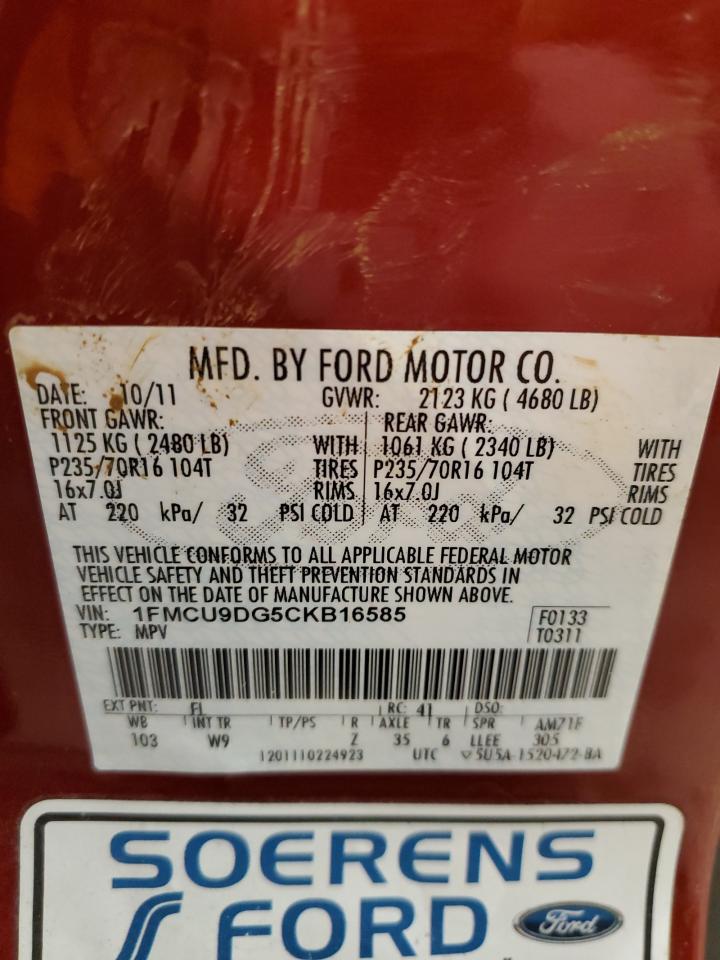 MFD. BY FORD MOTOR CO.
DATE: 10/11 GVWR: 2123 KG ( 4680 LB)
FRONT GAWR: REAR GAWR:
1125 KG ( 2480 LB) WITH 1061 KG ( 2340 LB) WITH
P235/70R16 104T TIRES P235/70R16 104T TIRES
16x7.0J RIMS 16x7.0J RIMS
AT 220 kPa/ 32 PSI COLD AT 220 kPa/ 32 PSI COLD
THIS VEHICLE CONFORMS TO ALL APPLICABLE FEDERAL MOTOR
VEHICLE SAFETY AND THEFT PREVENTION STANDARDS IN
EFFECT ON THE DATE OF MANUFACTURE SHOWN ABOVE.
VIN: 1FMCU9DG5CKB16585 F0133
TYPE: MPV T0311
EXT PNT: RC: 41 DSO:
WB INT TR TP/PS R AXLE TR SPR
103 W9 Z 35 6 LLEE 305
1201110224923 UTC
SOERENS
FORD Ford